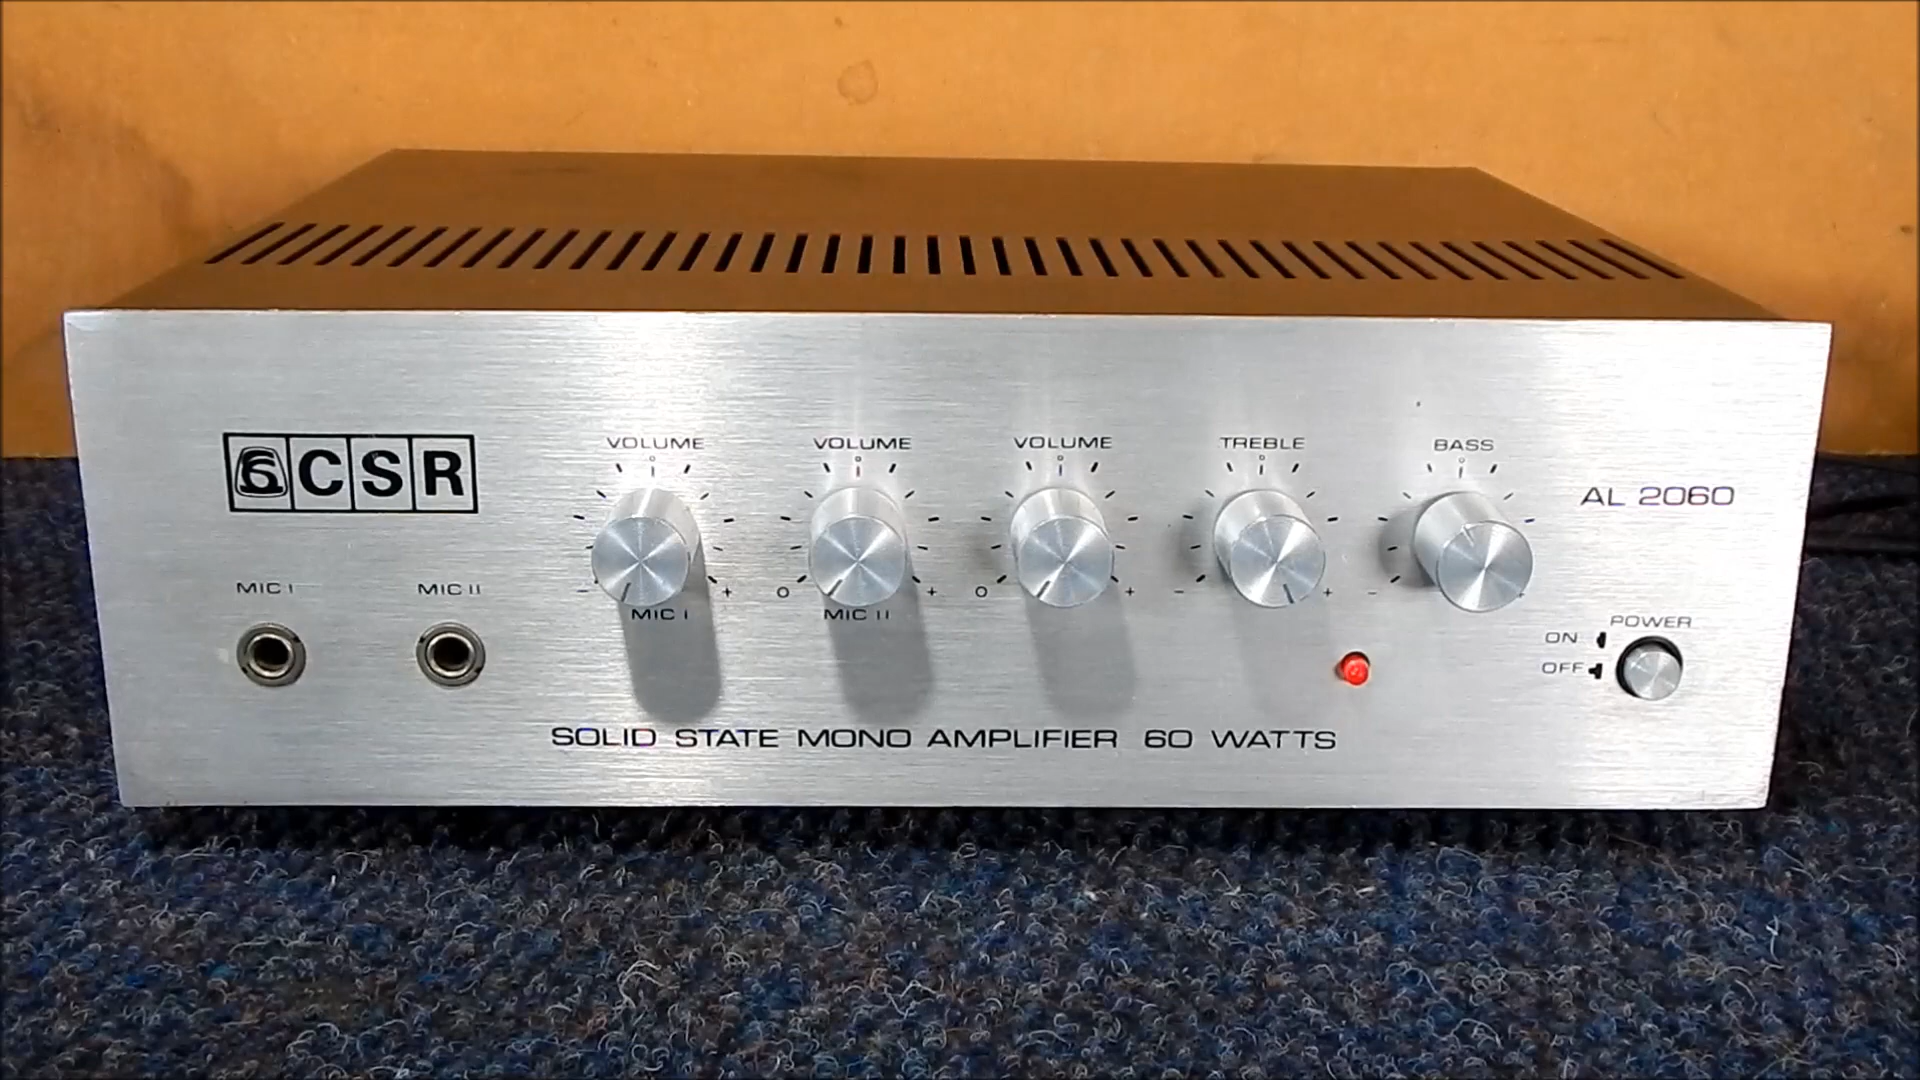 CSR
VOLUME VOLUME VOLUME TREBLE BASS
AL 2060
MIC I MIC II
- + O + O + - + - +
MIC I MIC II
POWER
ON
OFF
SOLID STATE MONO AMPLIFIER 60 WATTS